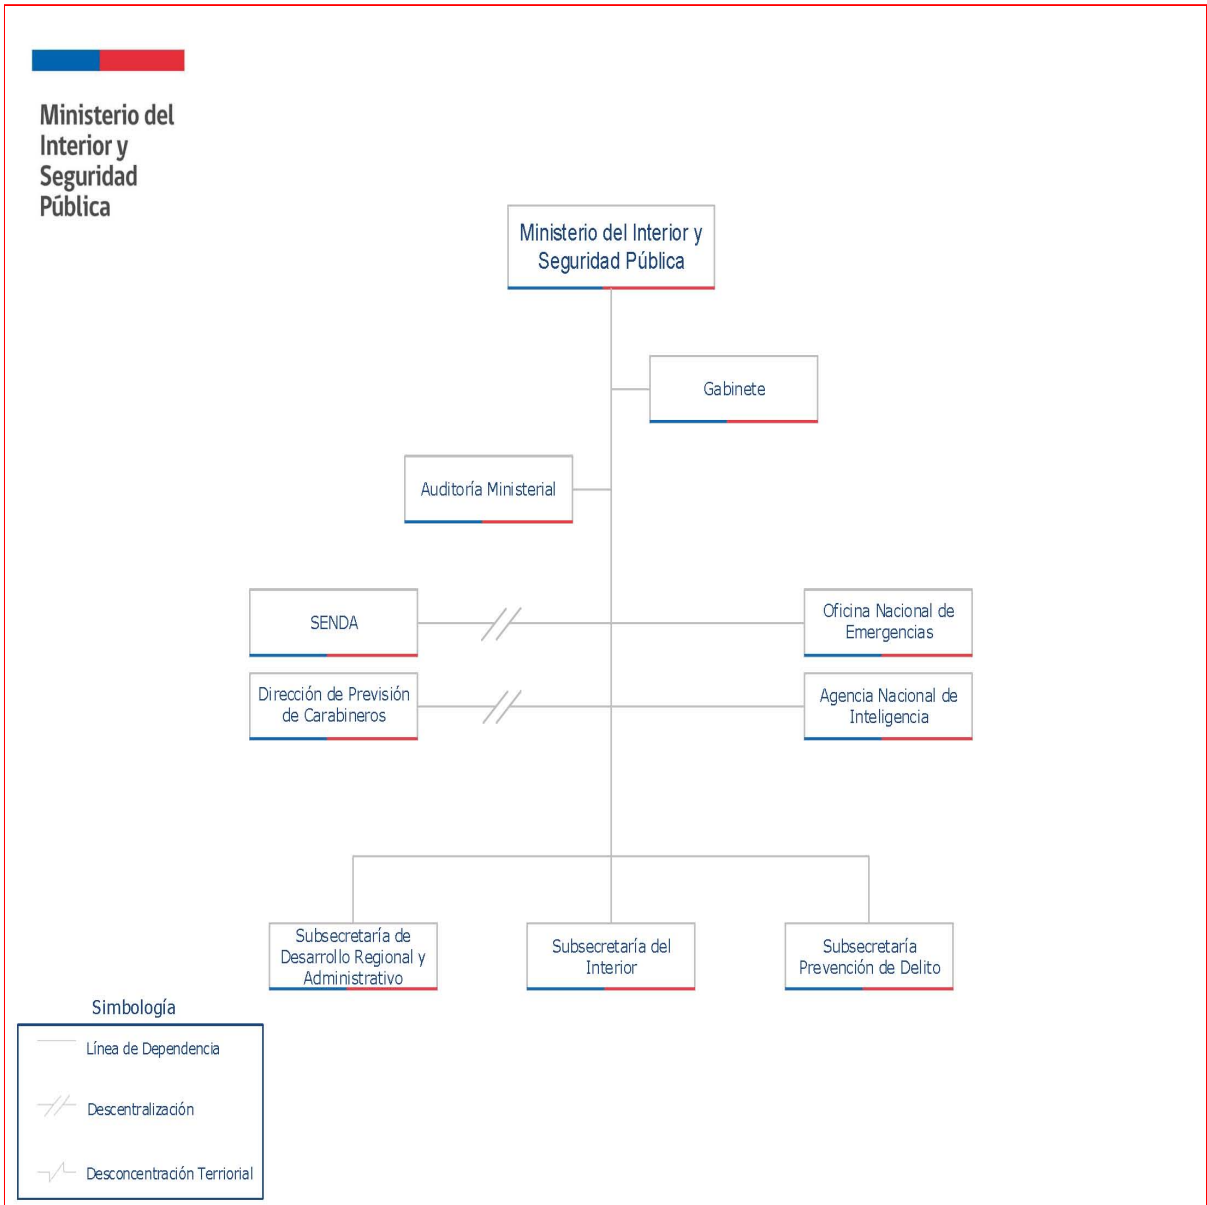 Ministerio del
Interior y
Seguridad
Pública
Ministerio del Interior y
Seguridad Pública
Gabinete
Auditoría Ministerial
SENDA
Oficina Nacional de
Emergencias
Dirección de Previsión
de Carabineros
Agencia Nacional de
Inteligencia
Subsecretaría de
Desarrollo Regional y
Administrativo
Subsecretaría del
Interior
Subsecretaría
Prevención de Delito
Simbología
Línea de Dependencia
Descentralización
Desconcentración Terriorial